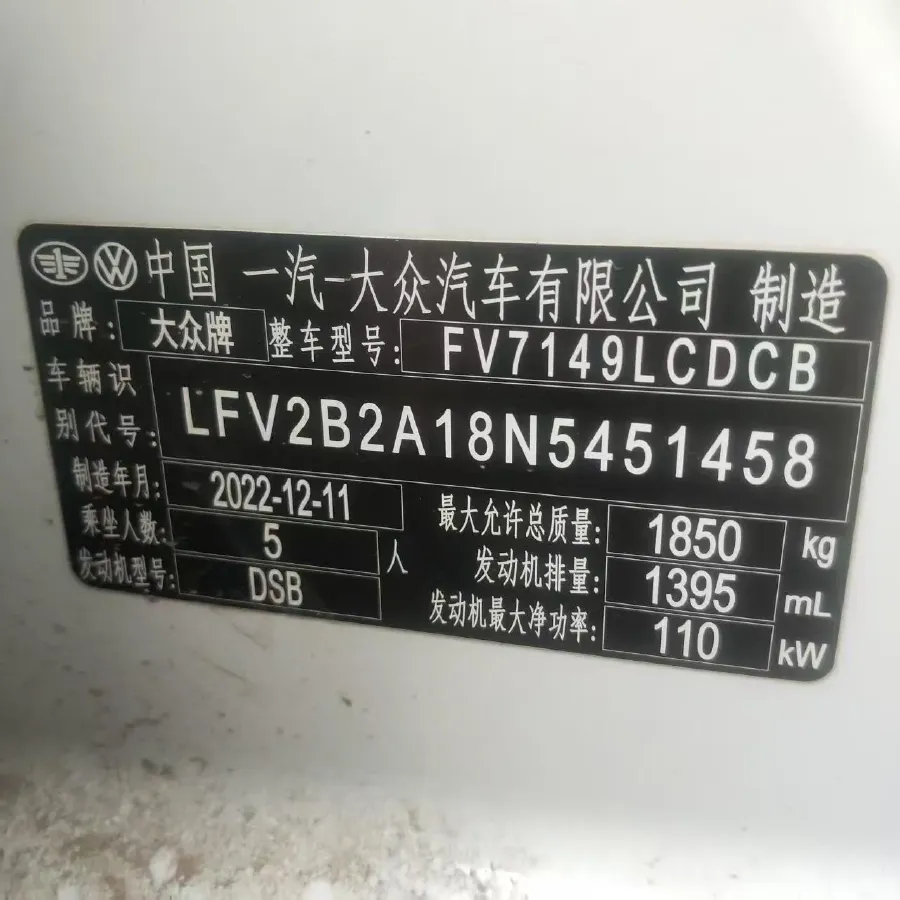 中国 一汽-大众汽车有限公司 制造
品牌: 大众牌 整车型号: FV7149LCDCB
车辆识别代号: LFV2B2A18N5451458
制造年月: 2022-12-11
乘坐人数: 5 人
发动机型号: DSB
最大允许总质量: 1850 kg
发动机排量: 1395 mL
发动机最大净功率: 110 kW